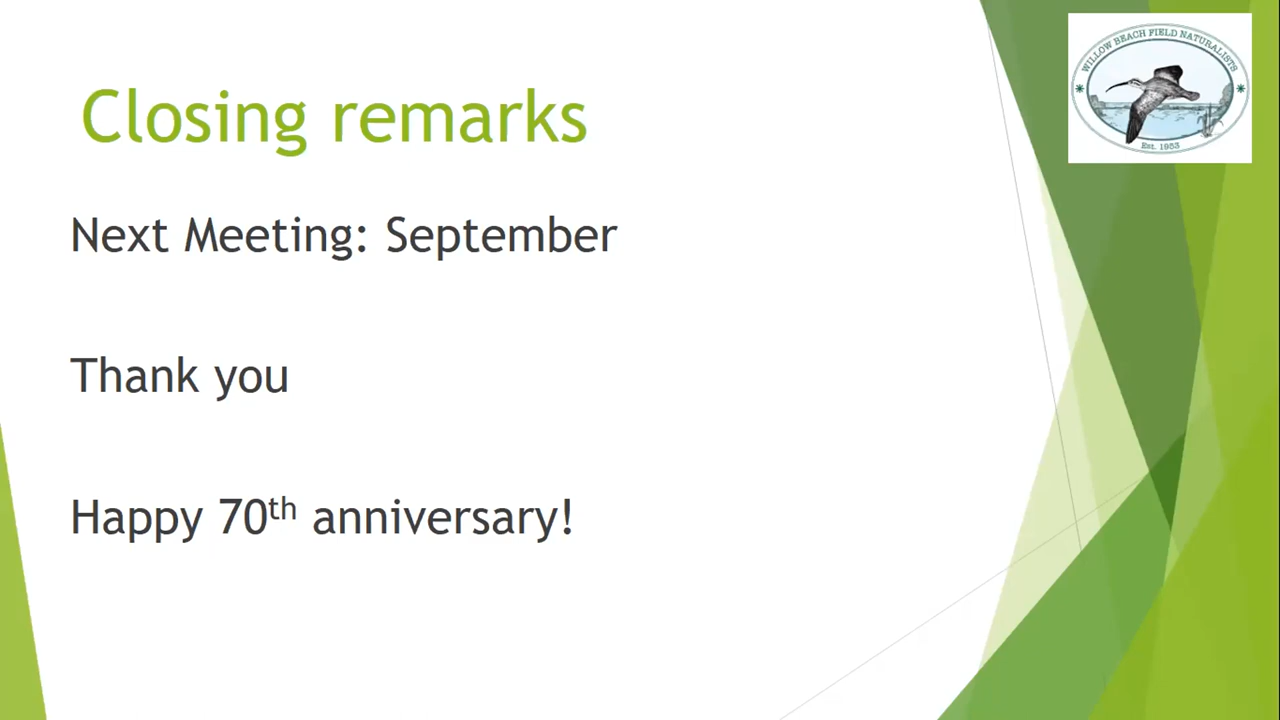 WILLOW BEACH FIELD NATURALISTS
Est. 1953
Closing remarks
Next Meeting: September
Thank you
Happy 70th anniversary!